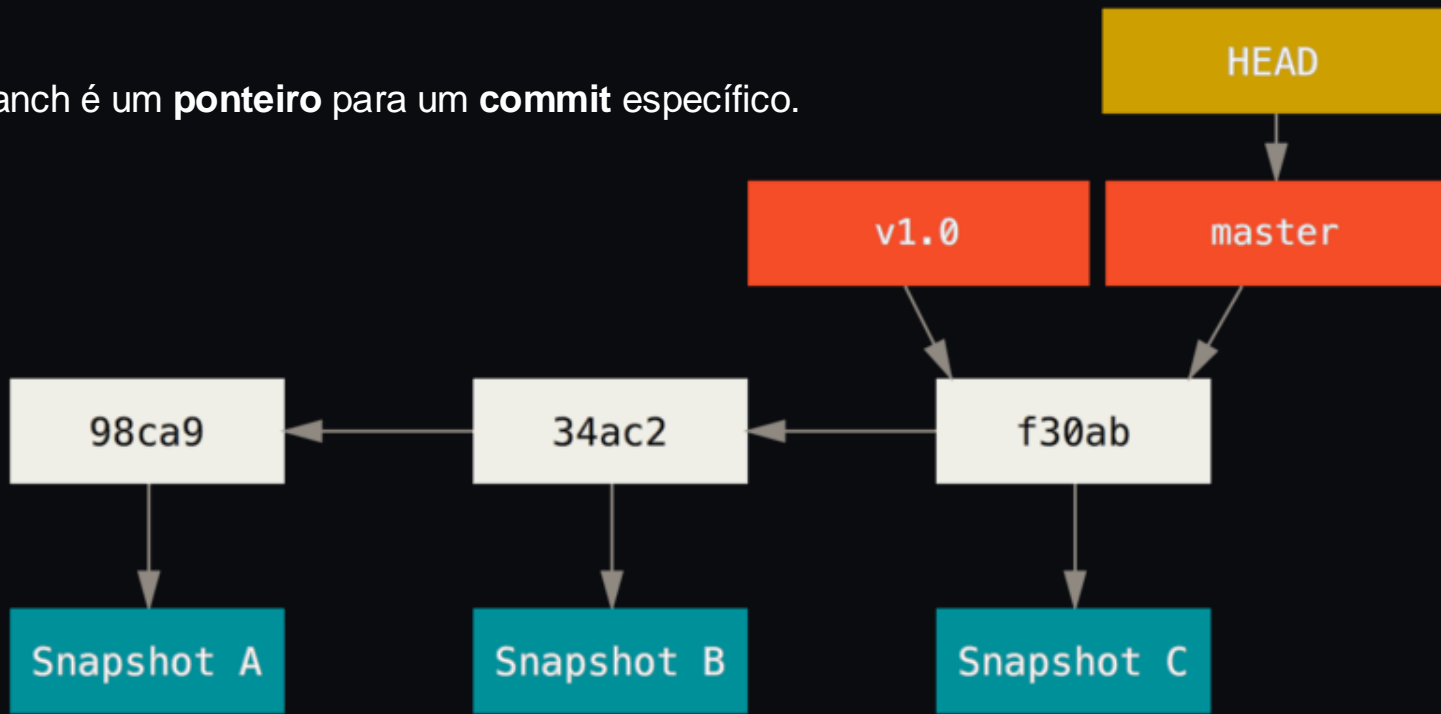 HEAD
anch é um ponteiro para um commit específico.
v1.0
master
98ca9
34ac2
f30ab
Snapshot A
Snapshot B
Snapshot C